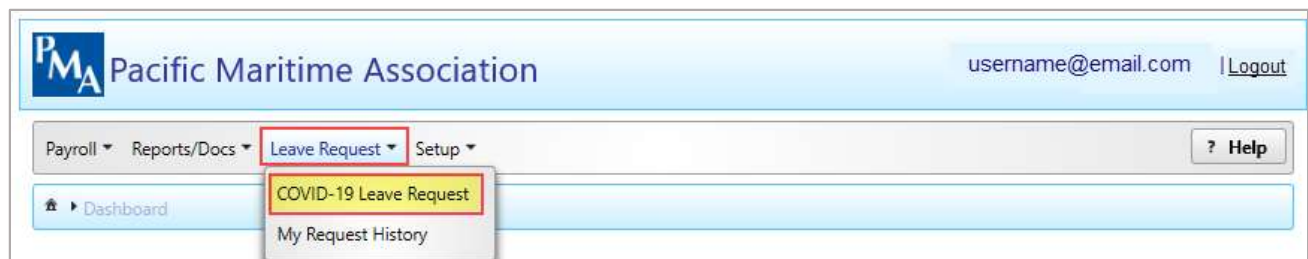 PMA Pacific Maritime Association username@email.com | Logout
Payroll Reports/Docs Leave Request Setup ? Help
Dashboard
COVID-19 Leave Request
My Request History